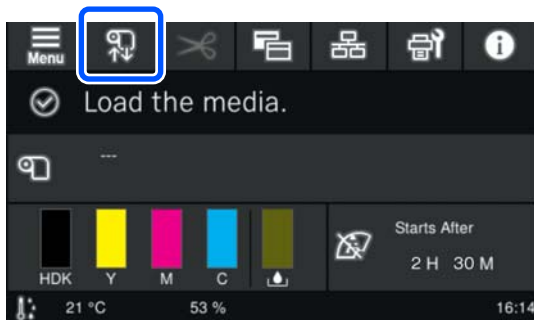 Menu
Load the media.
---
HDK Y M C
Starts After
2 H 30 M
21 °C 53 % 16:14